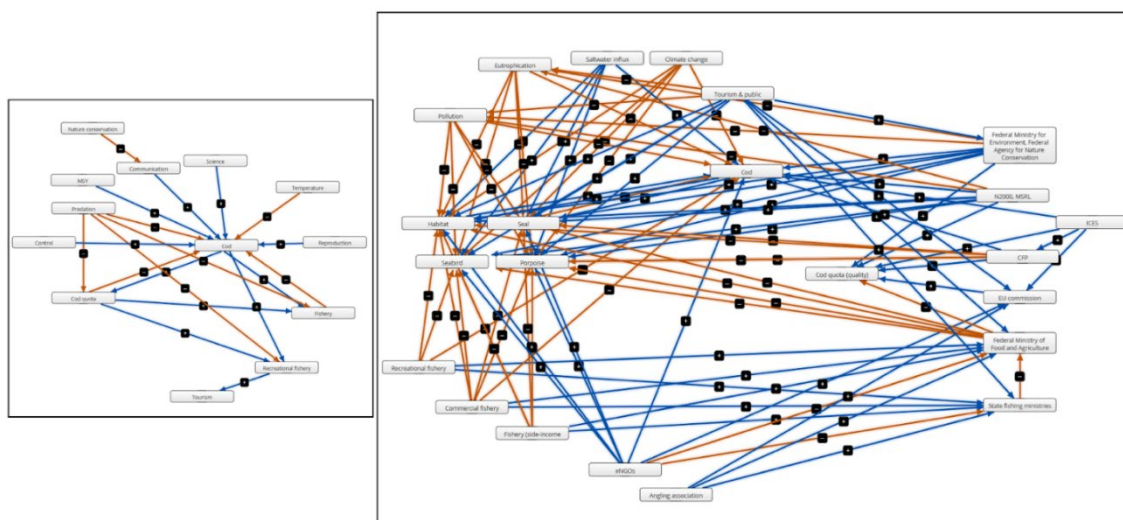 Nature conservation
Communication
Science
MSY
Temperature
Predation
Control
Cod
Reproduction
Cod quota
Fishery
Recreational fishery
Tourism
Saltwater influx
Climate change
Eutrophication
Tourism & public
Pollution
Federal Ministry for
Environment, Federal
Agency for Nature
Conservation
Cod
N2000, MSRL
Habitat
Seal
ICES
Seabird
Porpoise
CFP
Cod quota (quality)
EU commission
Federal Ministry of
Food and Agriculture
Recreational fishery
Commercial fishery
State fishing ministries
Fishery (side-income
eNGOs
Angling association